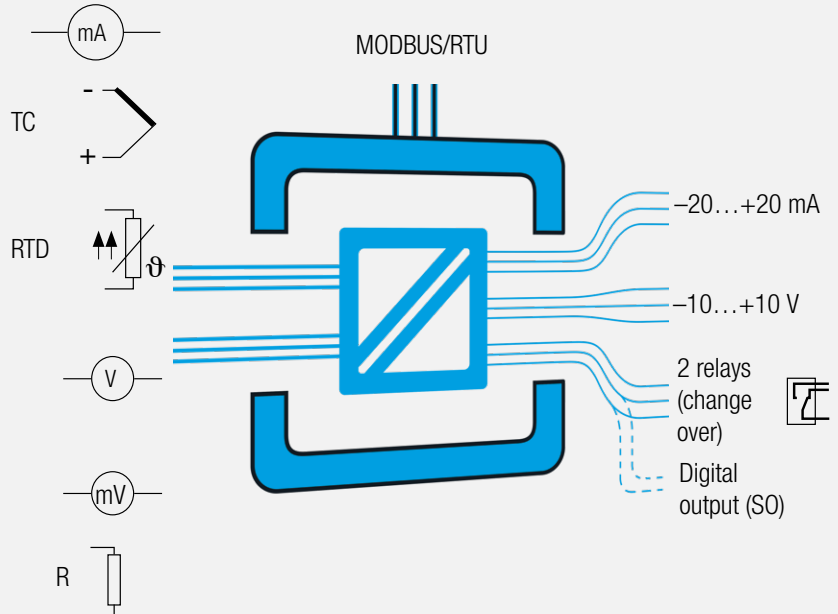 mA
MODBUS/RTU
-
TC
+
RTD
ϑ
–20…+20 mA
–10…+10 V
V
2 relays
(change
over)
Digital
output (SO)
mV
R